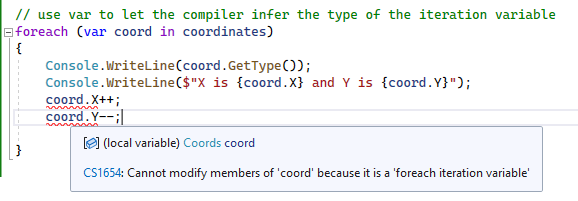 // use var to let the compiler infer the type of the iteration variable
foreach (var coord in coordinates)
{
Console.WriteLine(coord.GetType());
Console.WriteLine($"X is {coord.X} and Y is {coord.Y}");
coord.X++;
coord.Y--;
(local variable) Coords coord
CS1654: Cannot modify members of 'coord' because it is a 'foreach iteration variable'
}